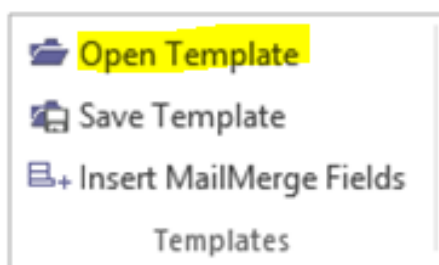 Open Template
Save Template
Insert MailMerge Fields
Templates